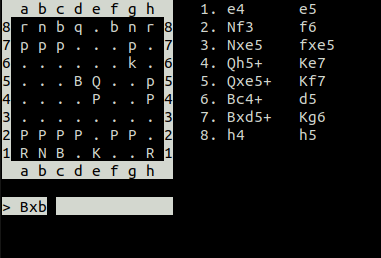 a b c d e f g h
8 r n b q . b n r 8
7 p p p . . . p . 7
6 . . . . . . k . 6
5 . . . B Q . . p 5
4 . . . . P . . P 4
3 . . . . . . . . 3
2 P P P P . P P . 2
1 R N B . K . . R 1
a b c d e f g h
> Bxb
1. e4 e5
2. Nf3 f6
3. Nxe5 fxe5
4. Qh5+ Ke7
5. Qxe5+ Kf7
6. Bc4+ d5
7. Bxd5+ Kg6
8. h4 h5